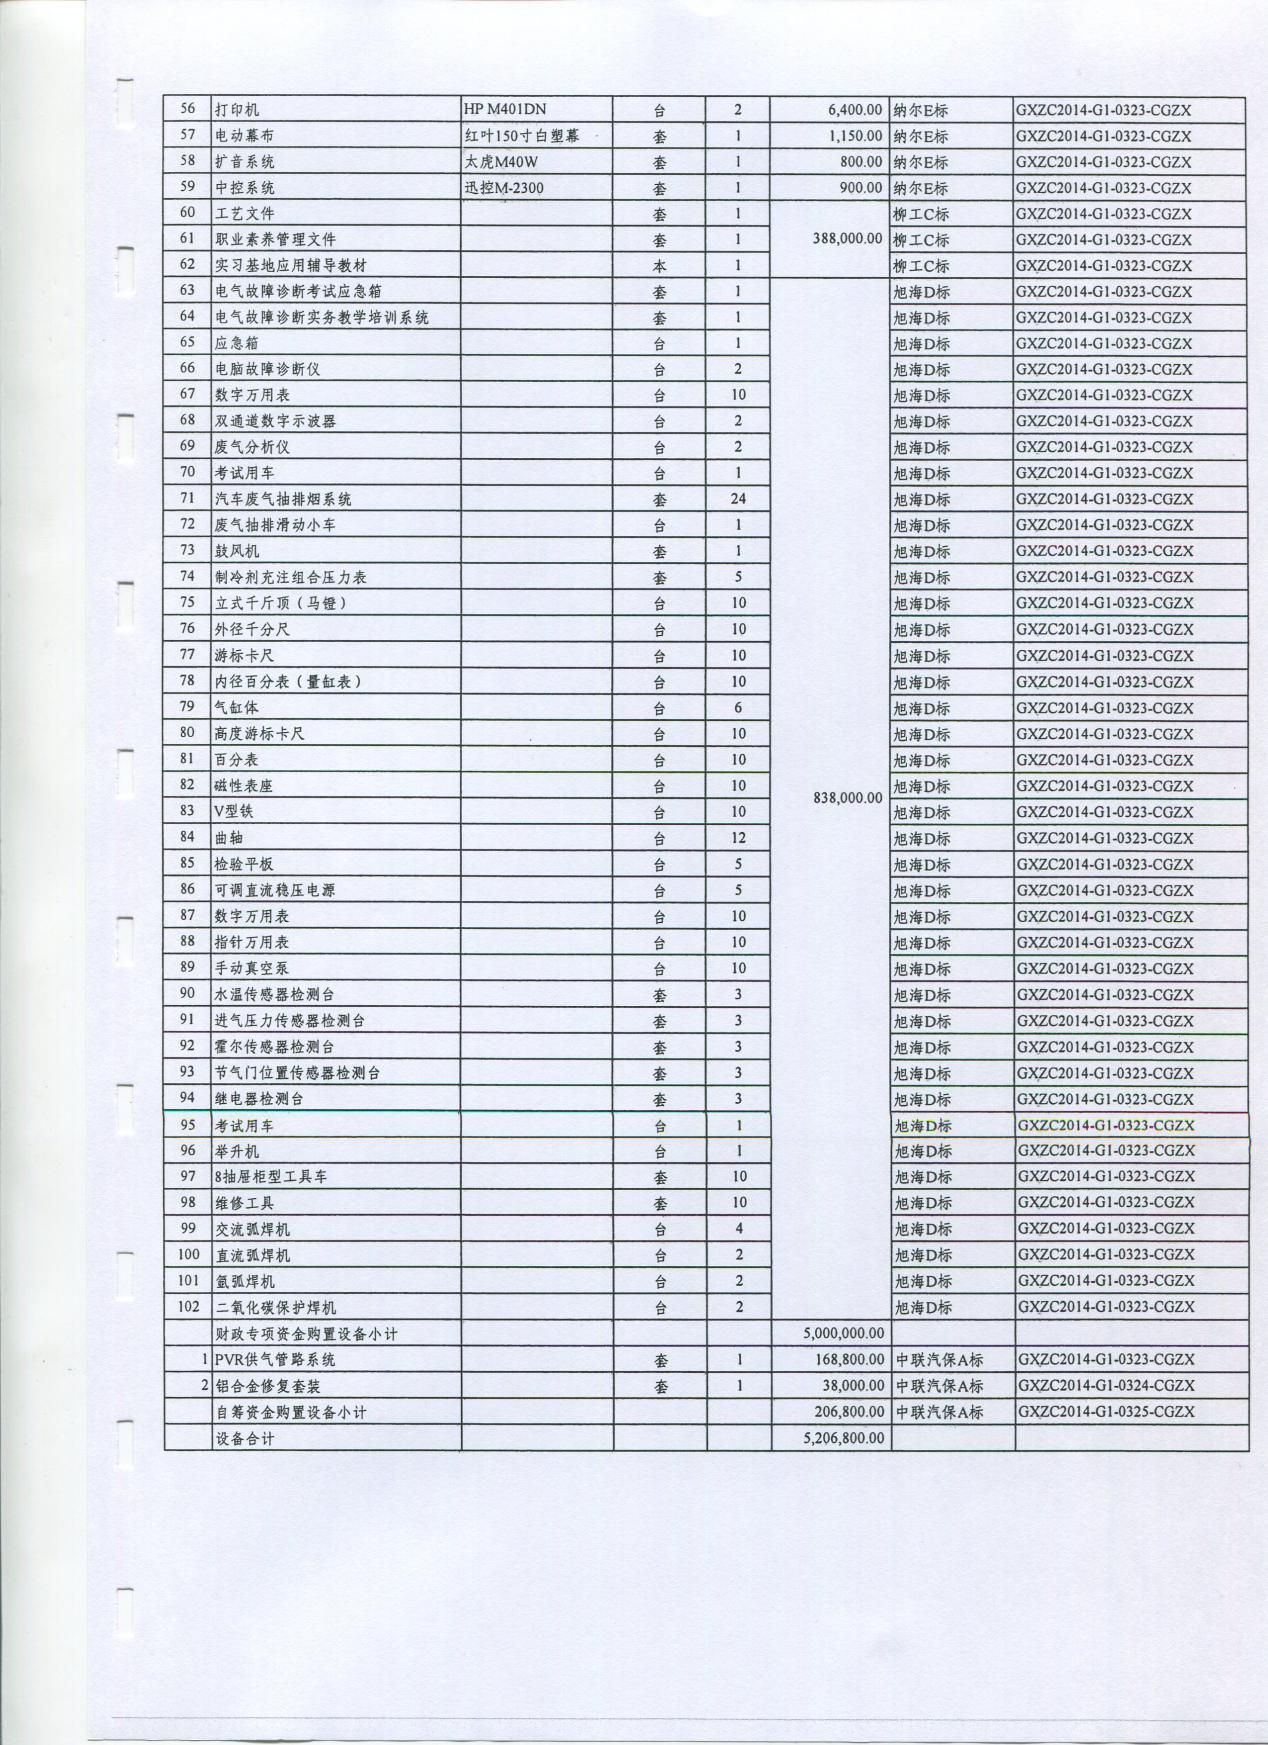 56 打印机 HP M401DN 台 2 6,400.00 纳尔E标 GXZC2014-G1-0323-CGZX
57 电动幕布 红叶150寸白塑幕 套 1 1,150.00 纳尔E标 GXZC2014-G1-0323-CGZX
58 扩音系统 太虎M40W 套 1 800.00 纳尔E标 GXZC2014-G1-0323-CGZX
59 中控系统 迅控M-2300 套 1 900.00 纳尔E标 GXZC2014-G1-0323-CGZX
60 工艺文件 套 1 柳工C标 GXZC2014-G1-0323-CGZX
61 职业素养管理文件 套 1 388,000.00 柳工C标 GXZC2014-G1-0323-CGZX
62 实习基地应用辅导教材 本 1 柳工C标 GXZC2014-G1-0323-CGZX
63 电气故障诊断考试应急箱 套 1 旭海D标 GXZC2014-G1-0323-CGZX
64 电气故障诊断实务教学培训系统 套 1 旭海D标 GXZC2014-G1-0323-CGZX
65 应急箱 台 1 旭海D标 GXZC2014-G1-0323-CGZX
66 电脑故障诊断仪 台 2 旭海D标 GXZC2014-G1-0323-CGZX
67 数字万用表 台 10 旭海D标 GXZC2014-G1-0323-CGZX
68 双通道数字示波器 台 2 旭海D标 GXZC2014-G1-0323-CGZX
69 废气分析仪 台 2 旭海D标 GXZC2014-G1-0323-CGZX
70 考试用车 台 1 旭海D标 GXZC2014-G1-0323-CGZX
71 汽车废气抽排烟系统 套 24 旭海D标 GXZC2014-G1-0323-CGZX
72 废气抽排滑动小车 台 1 旭海D标 GXZC2014-G1-0323-CGZX
73 鼓风机 套 1 旭海D标 GXZC2014-G1-0323-CGZX
74 制冷剂充注组合压力表 套 5 旭海D标 GXZC2014-G1-0323-CGZX
75 立式千斤顶（马镫） 台 10 旭海D标 GXZC2014-G1-0323-CGZX
76 外径千分尺 台 10 旭海D标 GXZC2014-G1-0323-CGZX
77 游标卡尺 台 10 旭海D标 GXZC2014-G1-0323-CGZX
78 内径百分表（量缸表） 台 10 旭海D标 GXZC2014-G1-0323-CGZX
79 气缸体 台 6 旭海D标 GXZC2014-G1-0323-CGZX
80 高度游标卡尺 台 10 旭海D标 GXZC2014-G1-0323-CGZX
81 百分表 台 10 旭海D标 GXZC2014-G1-0323-CGZX
82 磁性表座 台 10 838,000.00 旭海D标 GXZC2014-G1-0323-CGZX
83 V型铁 台 10 旭海D标 GXZC2014-G1-0323-CGZX
84 曲轴 台 12 旭海D标 GXZC2014-G1-0323-CGZX
85 检验平板 台 5 旭海D标 GXZC2014-G1-0323-CGZX
86 可调直流稳压电源 台 5 旭海D标 GXZC2014-G1-0323-CGZX
87 数字万用表 台 10 旭海D标 GXZC2014-G1-0323-CGZX
88 指针万用表 台 10 旭海D标 GXZC2014-G1-0323-CGZX
89 手动真空泵 台 10 旭海D标 GXZC2014-G1-0323-CGZX
90 水温传感器检测台 套 3 旭海D标 GXZC2014-G1-0323-CGZX
91 进气压力传感器检测台 套 3 旭海D标 GXZC2014-G1-0323-CGZX
92 霍尔传感器检测台 套 3 旭海D标 GXZC2014-G1-0323-CGZX
93 节气门位置传感器检测台 套 3 旭海D标 GXZC2014-G1-0323-CGZX
94 继电器检测台 套 3 旭海D标 GXZC2014-G1-0323-CGZX
95 考试用车 台 1 旭海D标 GXZC2014-G1-0323-CGZX
96 举升机 台 1 旭海D标 GXZC2014-G1-0323-CGZX
97 8抽屉柜型工具车 套 10 旭海D标 GXZC2014-G1-0323-CGZX
98 维修工具 套 10 旭海D标 GXZC2014-G1-0323-CGZX
99 交流弧焊机 台 4 旭海D标 GXZC2014-G1-0323-CGZX
100 直流弧焊机 台 2 旭海D标 GXZC2014-G1-0323-CGZX
101 氩弧焊机 台 2 旭海D标 GXZC2014-G1-0323-CGZX
102 二氧化碳保护焊机 台 2 旭海D标 GXZC2014-G1-0323-CGZX
财政专项资金购置设备小计 5,000,000.00
1 PVR供气管路系统 套 1 168,800.00 中联汽保A标 GXZC2014-G1-0323-CGZX
2 铝合金修复套装 套 1 38,000.00 中联汽保A标 GXZC2014-G1-0324-CGZX
自筹资金购置设备小计 206,800.00 中联汽保A标 GXZC2014-G1-0325-CGZX
设备合计 5,206,800.00